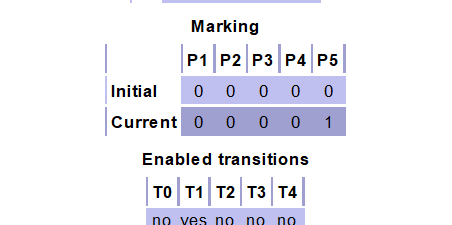 Marking
P1 P2 P3 P4 P5
Initial 0 0 0 0 0
Current 0 0 0 0 1
Enabled transitions
T0 T1 T2 T3 T4
no yes no no no